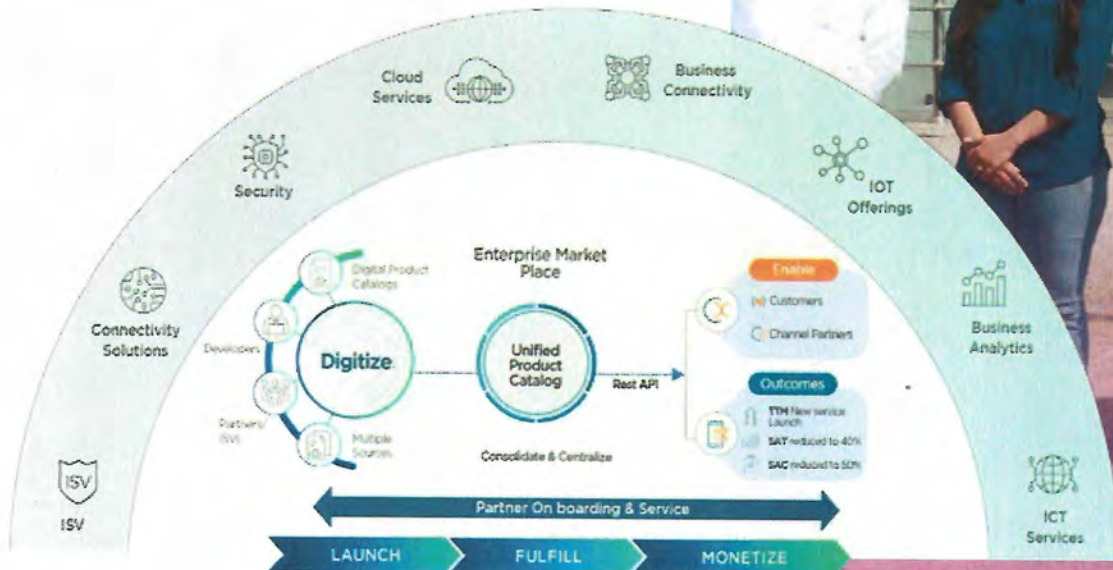 Cloud
Services
Business
Connectivity
Security
IOT
Offerings
Connectivity
Solutions
Business
Analytics
ISV
ISV
ICT
Services
Digital Product
Catalogs
Developers
Partners/
ISVs
Multiple
Sources
Digitize
Enterprise Market
Place
Unified
Product
Catalog
Consolidate & Centralize
Rest API
Enable
Customers
Channel Partners
Outcomes
TTM New service
Launch
SAT reduced to 40%
SAC reduced to 50%
Partner On boarding & Service
LAUNCH
FULFILL
MONETIZE